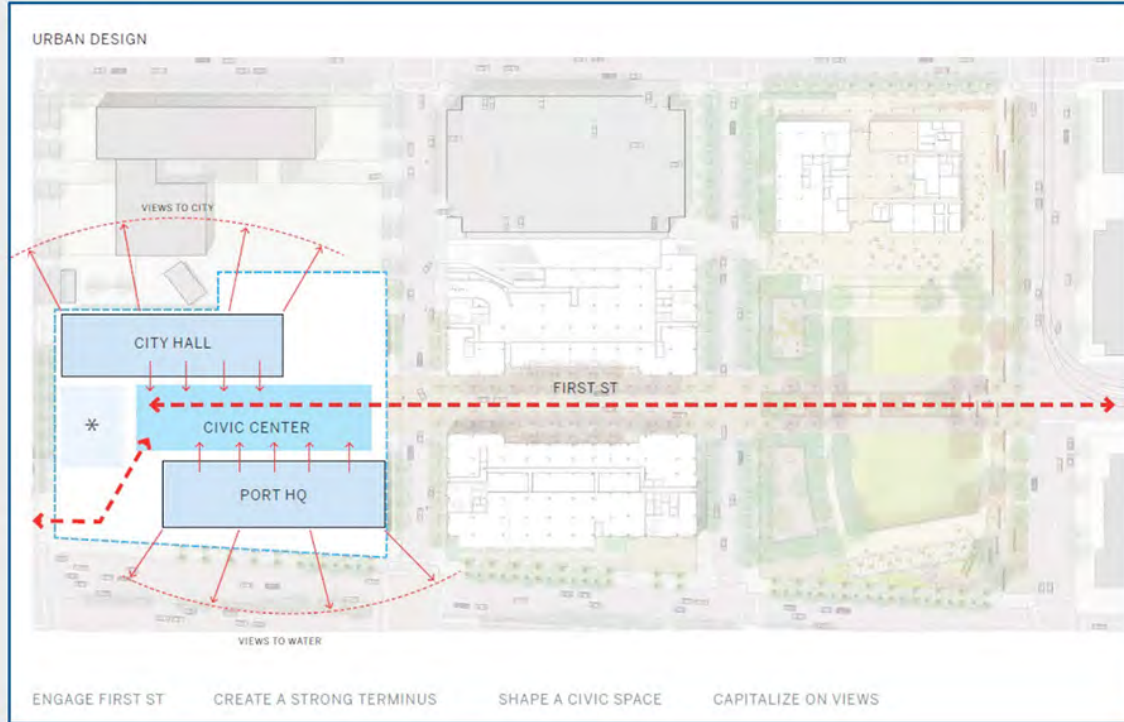 URBAN DESIGN
VIEWS TO CITY
CITY HALL
FIRST ST
*
CIVIC CENTER
PORT HQ
VIEWS TO WATER
ENGAGE FIRST ST
CREATE A STRONG TERMINUS
SHAPE A CIVIC SPACE
CAPITALIZE ON VIEWS